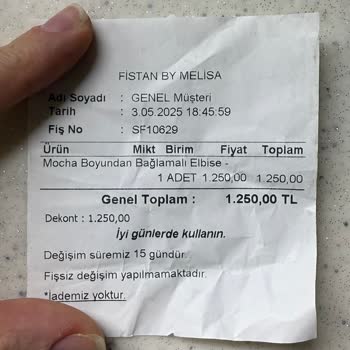 FİSTAN BY MELİSA
Adı Soyadı : GENEL Müşteri
Tarih : 3.05.2025 18:45:59
Fiş No : SF10629
Ürün Mikt Birim Fiyat Toplam
Mocha Boyundan Bağlamalı Elbise -
1 ADET 1.250,00 1.250,00
Genel Toplam : 1.250,00 TL
Dekont : 1.250,00
İyi günlerde kullanın.
Değişim süremiz 15 gündür.
Fişsiz değişim yapılmamaktadır.
*İademiz yoktur.